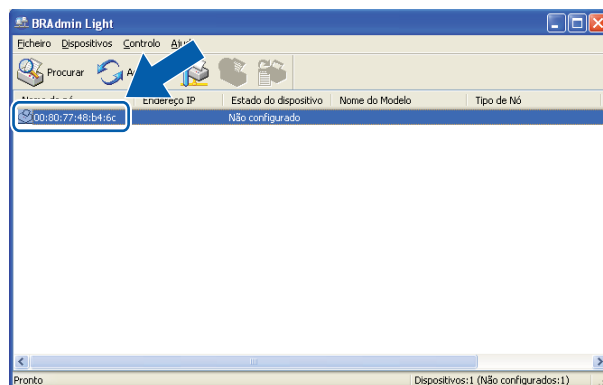 BRAdmin Light
Ficheiro Dispositivos Controlo
Procurar
Endereço IP Estado do dispositivo Nome do Modelo Tipo de Nó
00:80:77:48:b4:6c Não configurado
Pronto Dispositivos:1 (Não configurados:1)